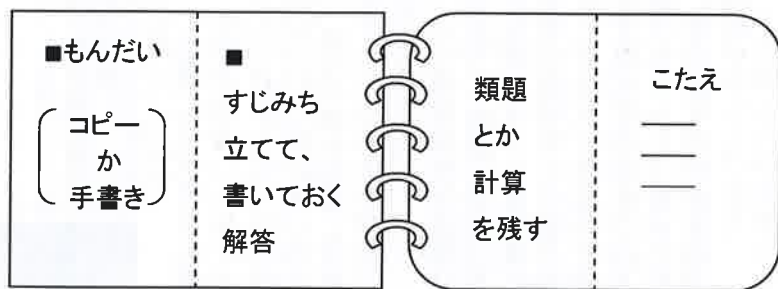 ■もんだい
コピー
か
手書き
■
すじみち
立てて、
書いておく
解答
類題
とか
計算
を残す
こたえ